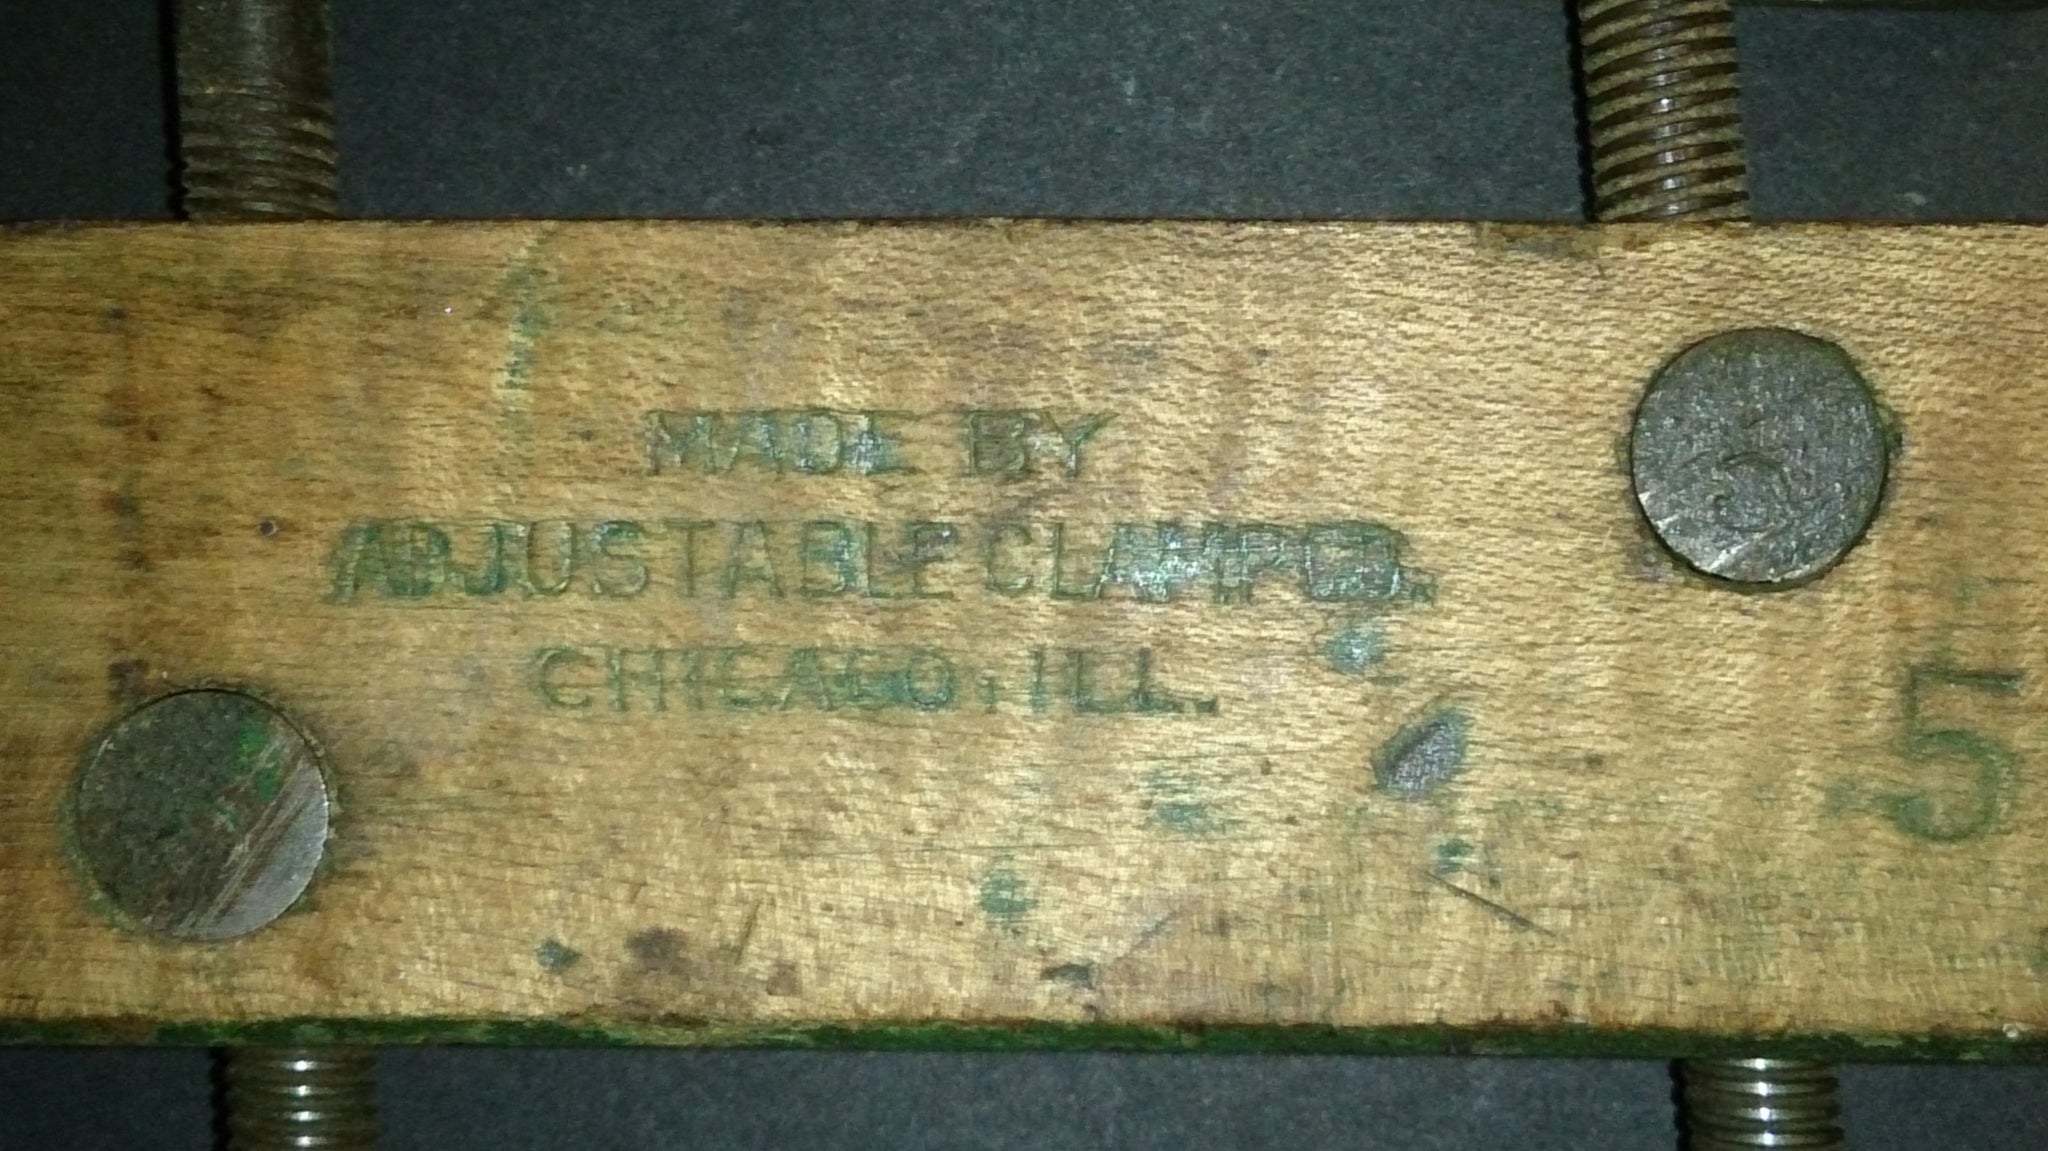 MADE BY
ADJUSTABLE CLAMP CO.
CHICAGO, ILL.
5